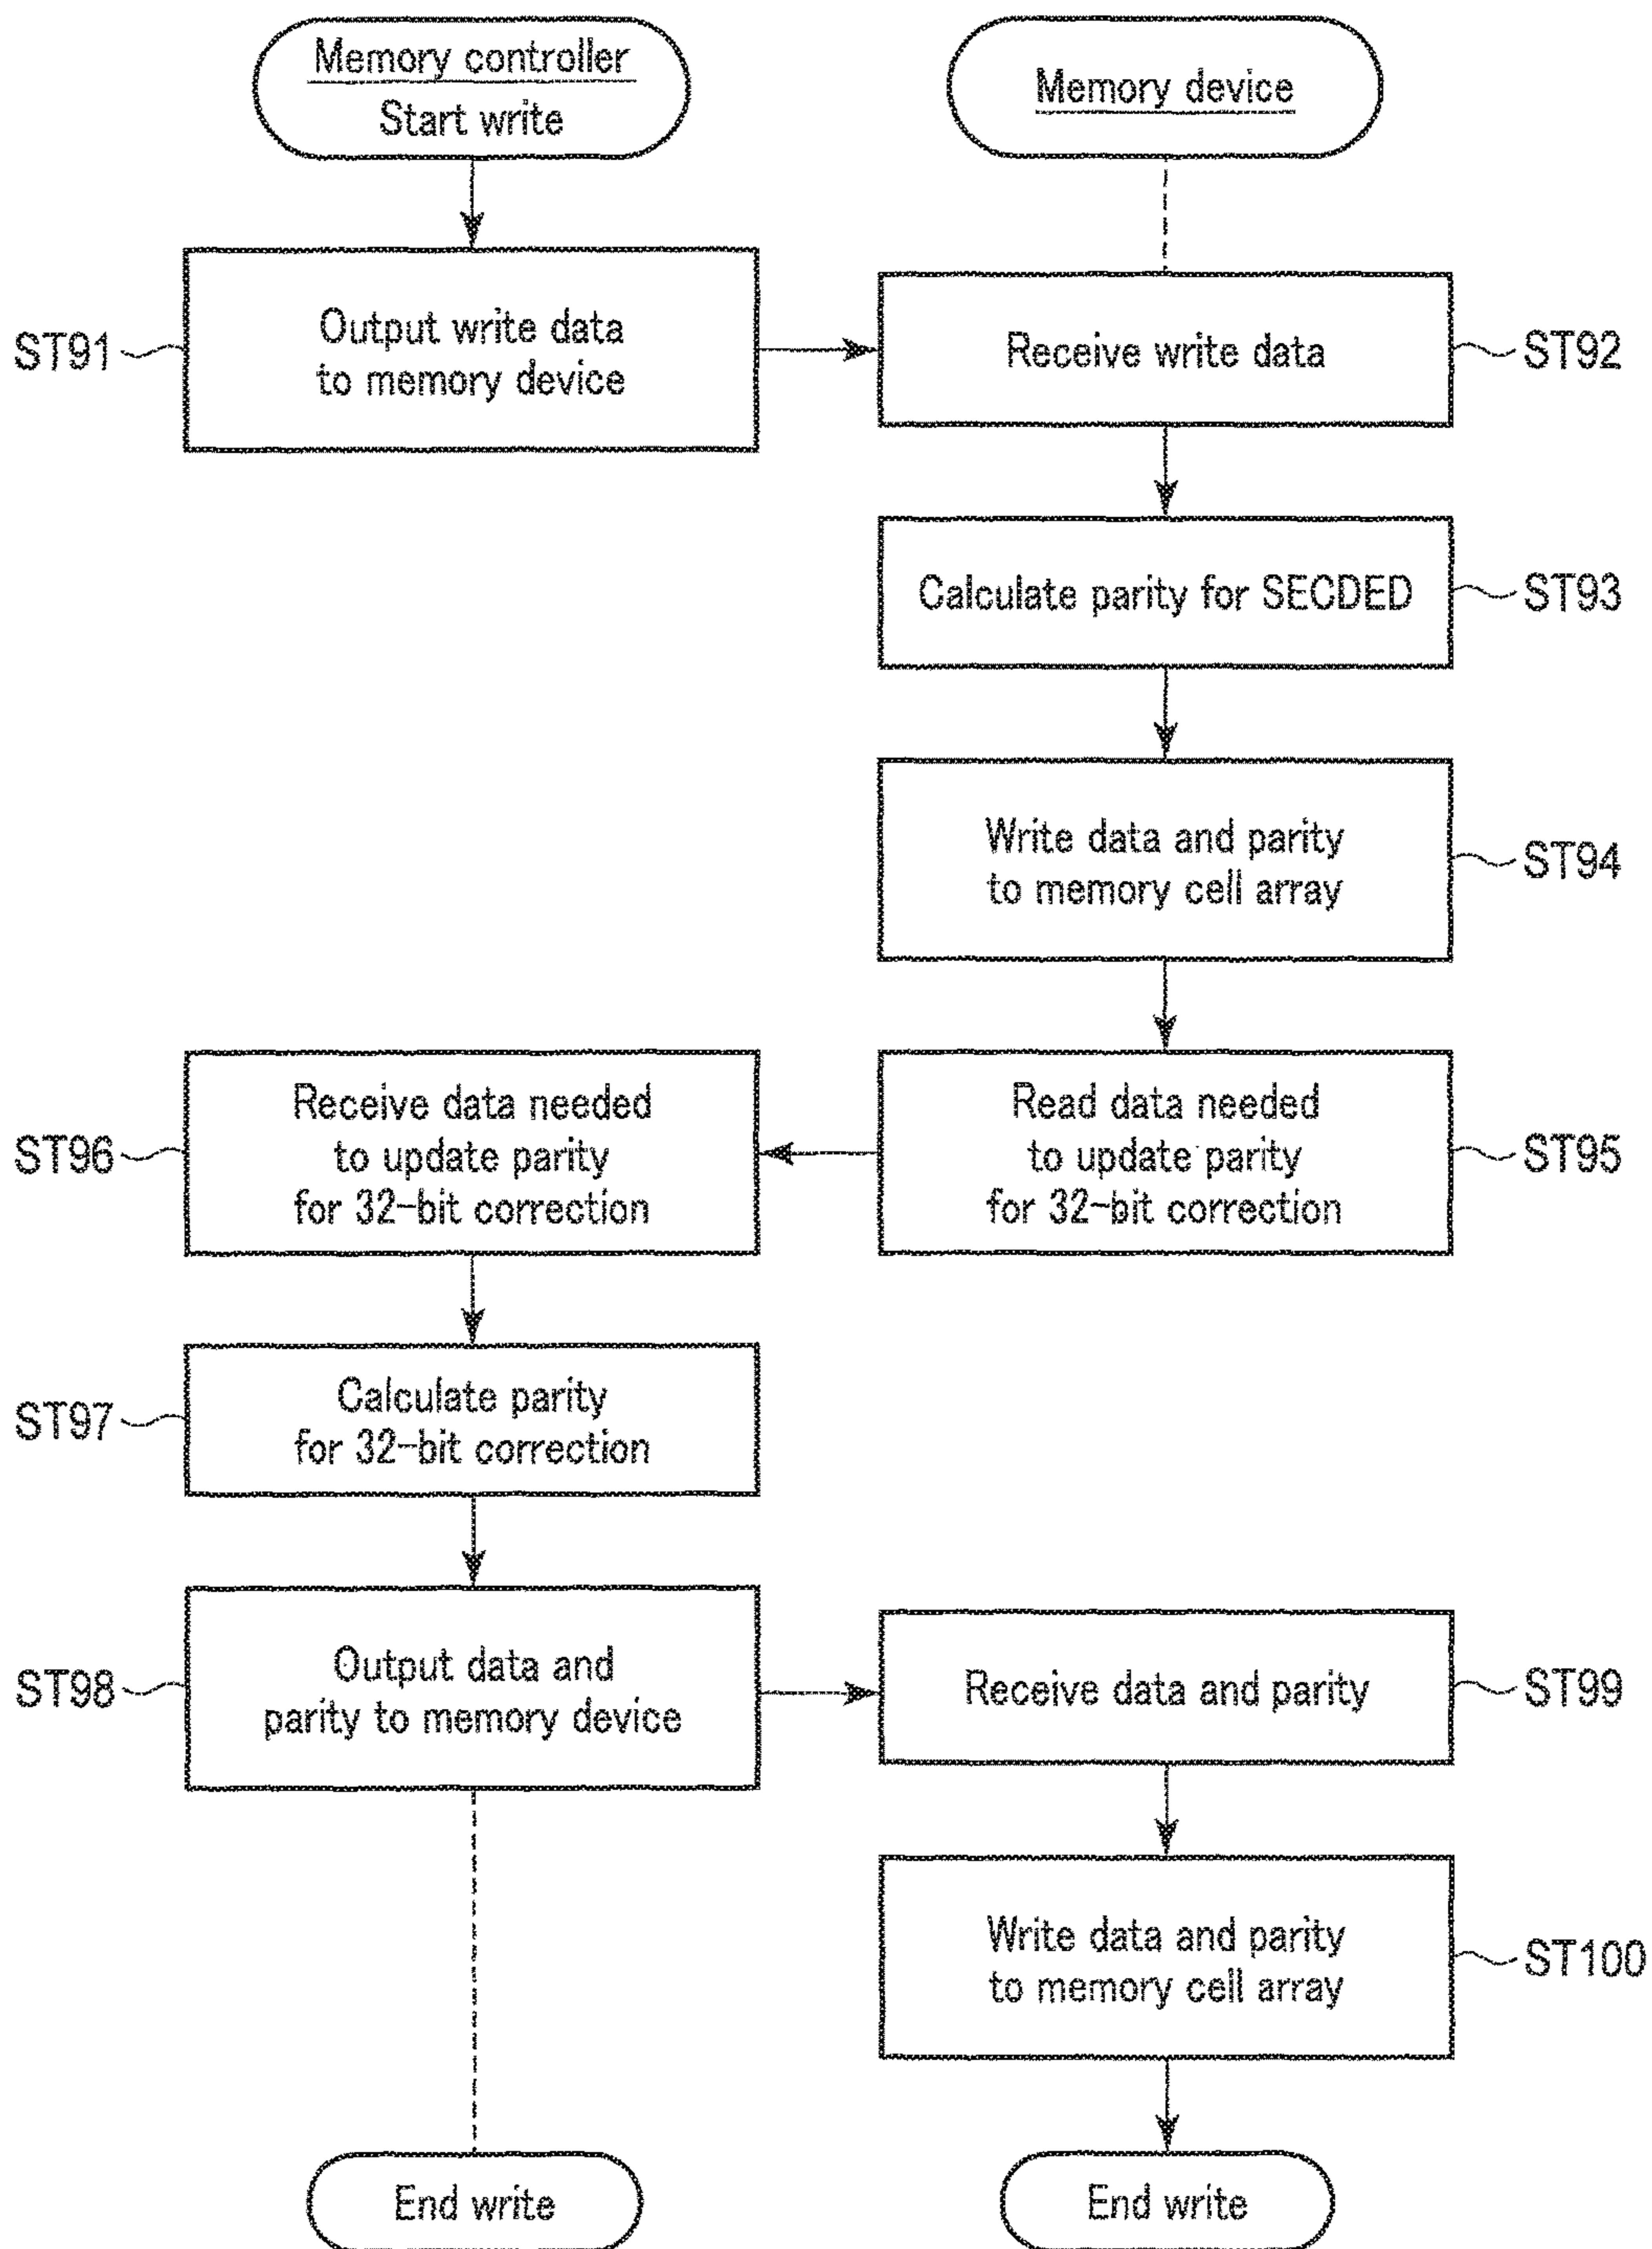 Memory controller
Start write
Memory device
ST91
Output write data
to memory device
Receive write data
ST92
Calculate parity for SECDED
ST93
Write data and parity
to memory cell array
ST94
ST96
Receive data needed
to update parity
for 32-bit correction
Read data needed
to update parity
for 32-bit correction
ST95
ST97
Calculate parity
for 32-bit correction
ST98
Output data and
parity to memory device
Receive data and parity
ST99
Write data and parity
to memory cell array
ST100
End write
End write